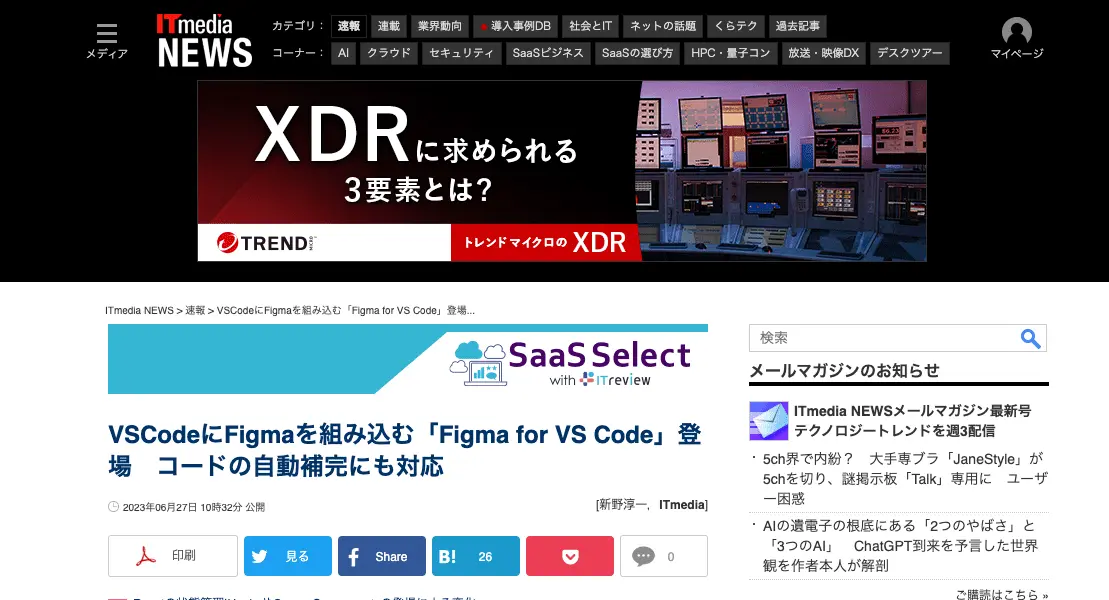 メディア
ITmedia NEWS
カテゴリ： 速報 連載 業界動向 導入事例DB 社会とIT ネットの話題 くらテク 過去記事
コーナー： AI クラウド セキュリティ SaaSビジネス SaaSの選び方 HPC・量子コン 放送・映像DX デスクツアー
マイページ
XDRに求められる
3要素とは?
TREND MICRO
トレンドマイクロの XDR
ITmedia NEWS > 速報 > VSCodeにFigmaを組み込む「Figma for VS Code」登場...
SaaS Select
with ITreview
VSCodeにFigmaを組み込む「Figma for VS Code」登
場　コードの自動補完にも対応
2023年06月27日 10時32分 公開
[新野淳一，ITmedia]
印刷 見る Share B! 26 0
検索
メールマガジンのお知らせ
ITmedia NEWSメールマガジン最新号
テクノロジートレンドを週3配信
・5ch界で内紛？　大手専ブラ「JaneStyle」が
5chを切り、謎掲示板「Talk」専用に　ユーザ
ー困惑
・AIの遺電子の根底にある「2つのやばさ」と
「3つのAI」　ChatGPT到来を予言した世界
観を作者本人が解剖
ご購読はこちら »